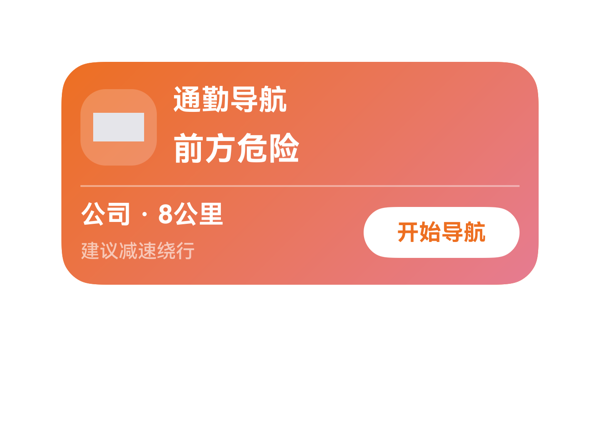 通勤导航
前方危险
公司 · 8公里
建议减速绕行
开始导航